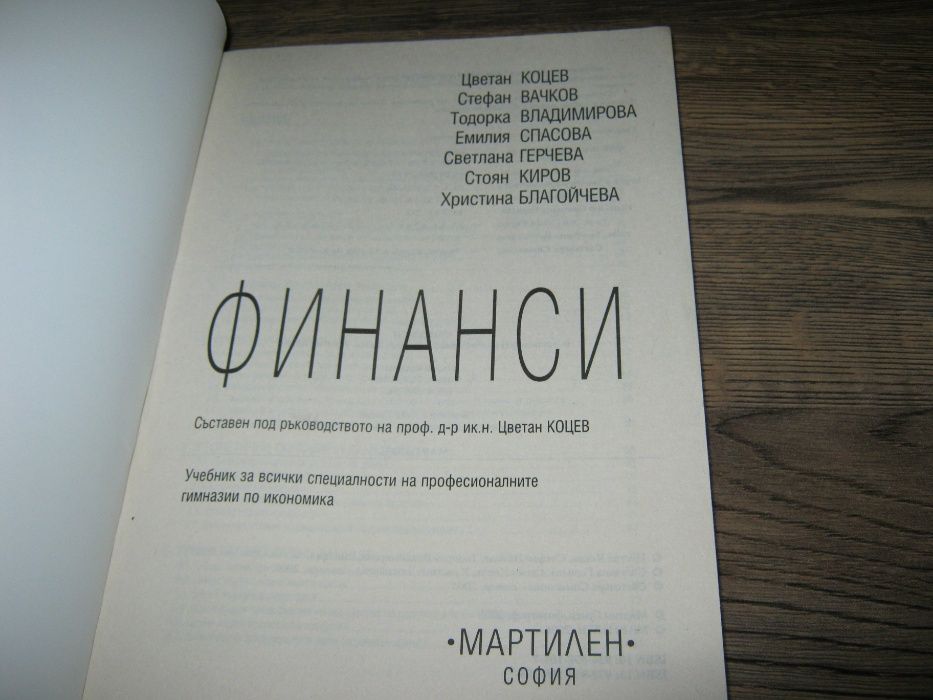 Цветан КОЦЕВ
Стефан ВАЧКОВ
Тодорка ВЛАДИМИРОВА
Емилия СПАСОВА
Светлана ГЕРЧЕВА
Стоян КИРОВ
Христина БЛАГОЙЧЕВА
ФИНАНСИ
Съставен под ръководството на проф. д-р ик.н. Цветан КОЦЕВ
Учебник за всички специалности на професионалните
гимназии по икономика
•МАРТИЛЕН•
СОФИЯ